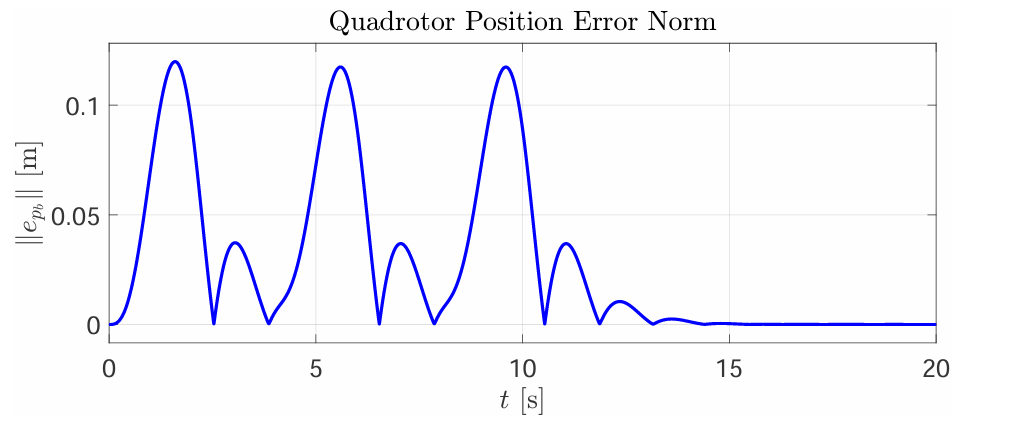 Quadrotor Position Error Norm
‖e_{p_b}‖ [m]
0.1
0.05
0
0 5 10 15 20
t [s]